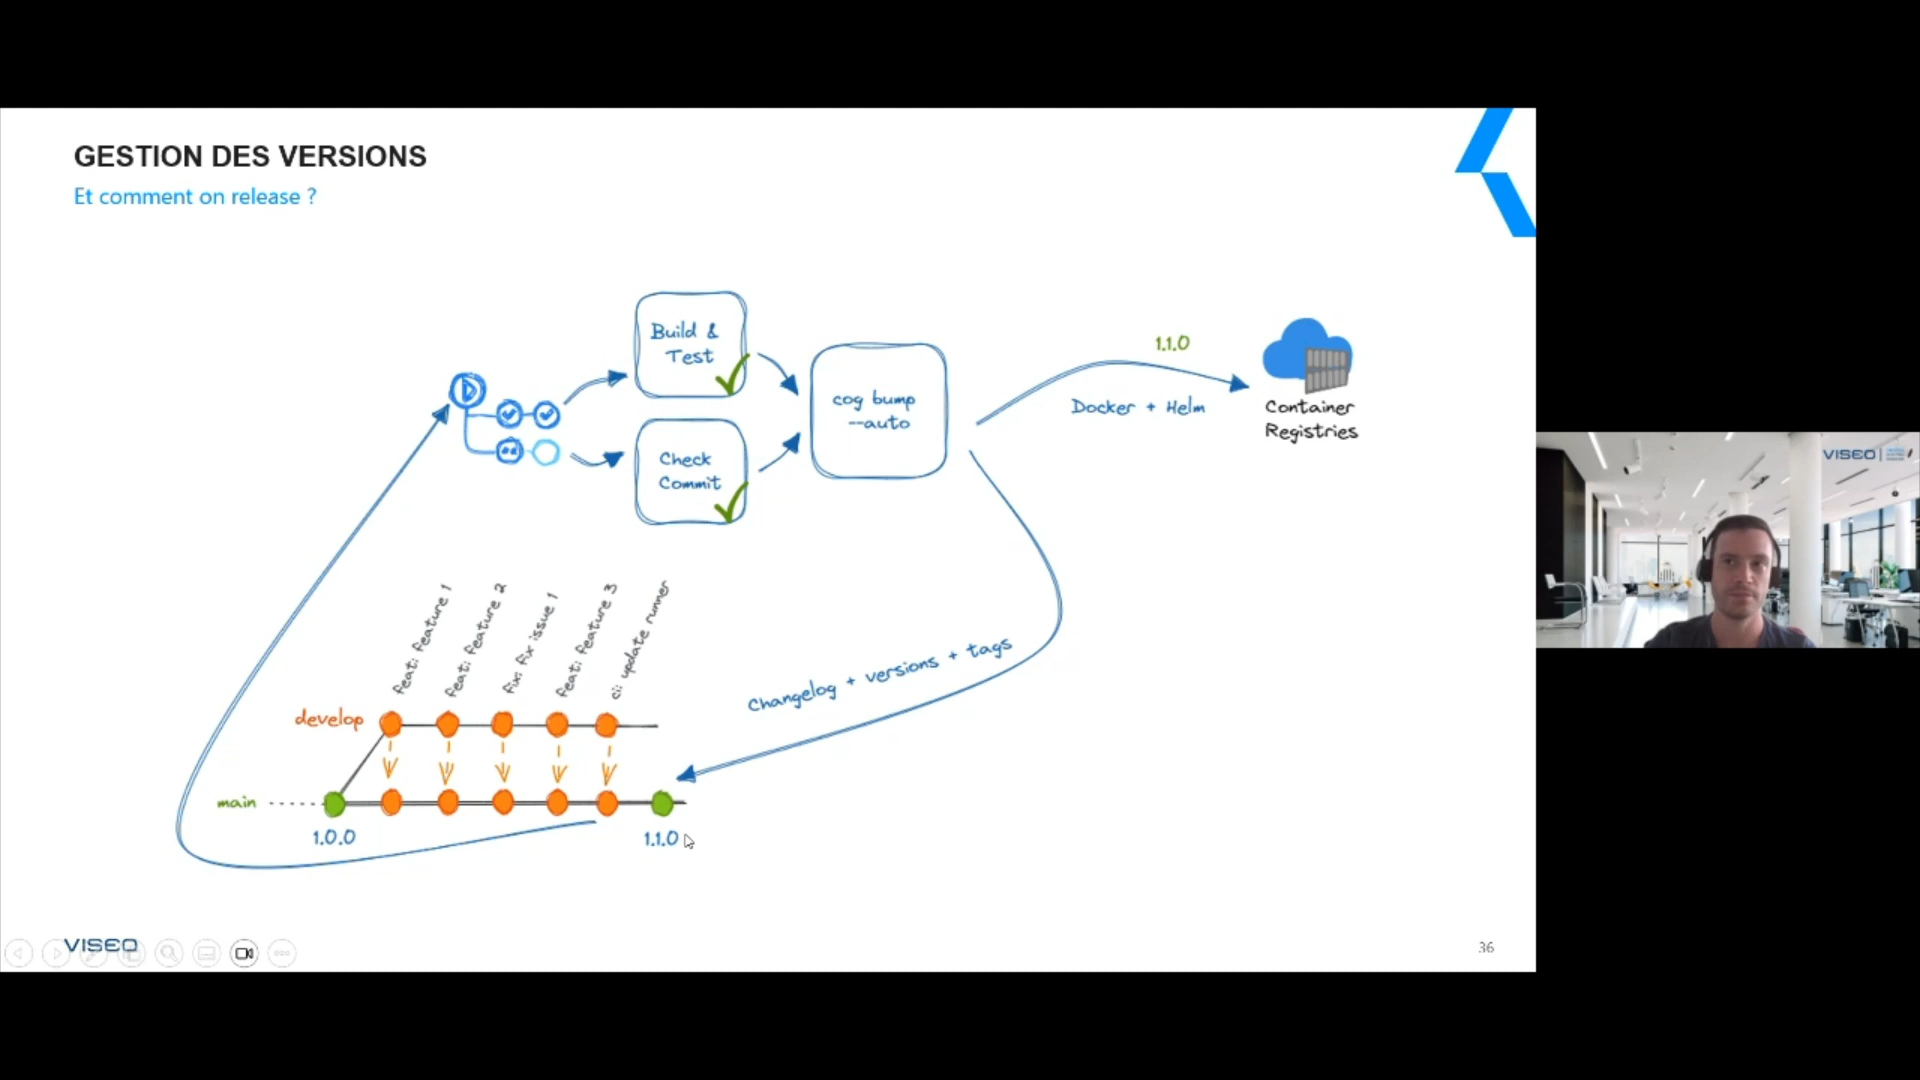 GESTION DES VERSIONS
Et comment on release ?
Build &
Test
Check
Commit
cog bump
--auto
1.1.0
Docker + Helm
Container
Registries
feat: feature 1
feat: feature 2
fix: fix issue 1
feat: feature 3
ci: update runner
develop
main
1.0.0
1.1.0
Changelog + versions + tags
VISEO
36
VISEO